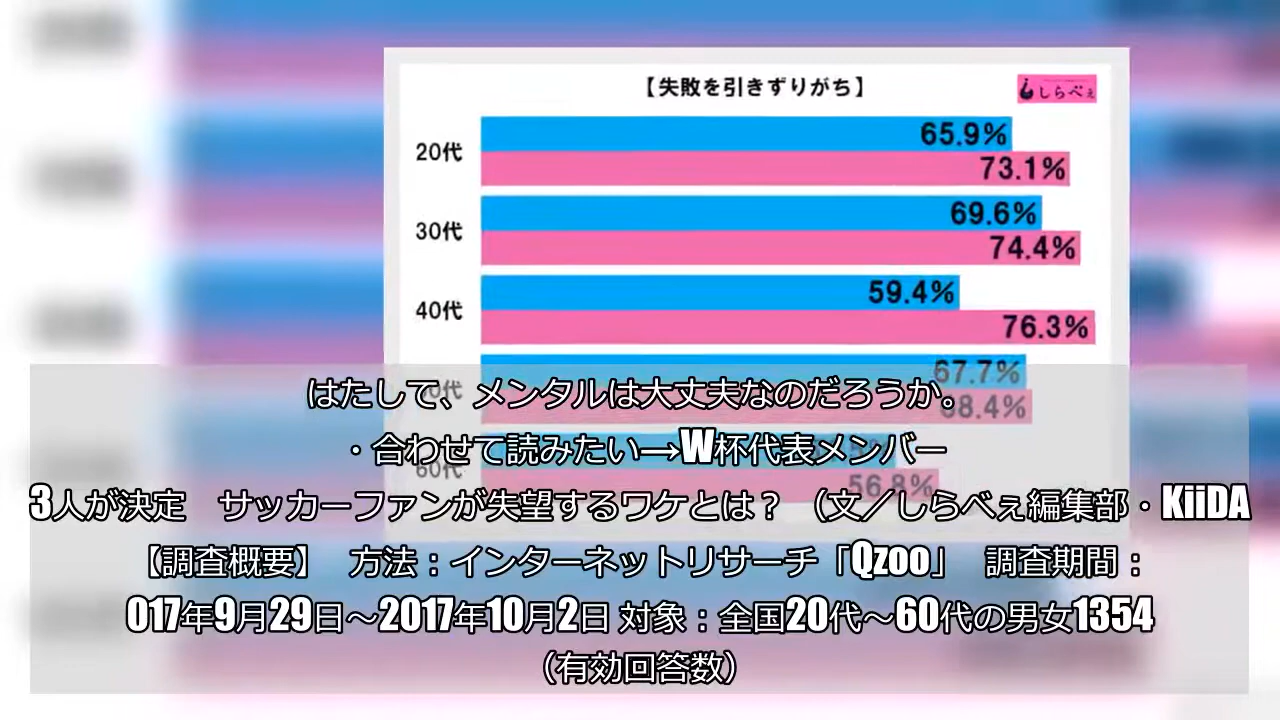 【失敗を引きずりがち】
しらべぇ
20代
65.9%
73.1%
30代
69.6%
74.4%
40代
59.4%
76.3%
67.7%
68.4%
60代
56.8%
はたして、メンタルは大丈夫なのだろうか。
・合わせて読みたい→W杯代表メンバー
3人が決定　サッカーファンが失望するワケとは？ （文／しらべぇ編集部・KiiDA
【調査概要】　方法：インターネットリサーチ「Qzoo」　調査期間：
017年9月29日～2017年10月2日 対象：全国20代～60代の男女1354
（有効回答数）